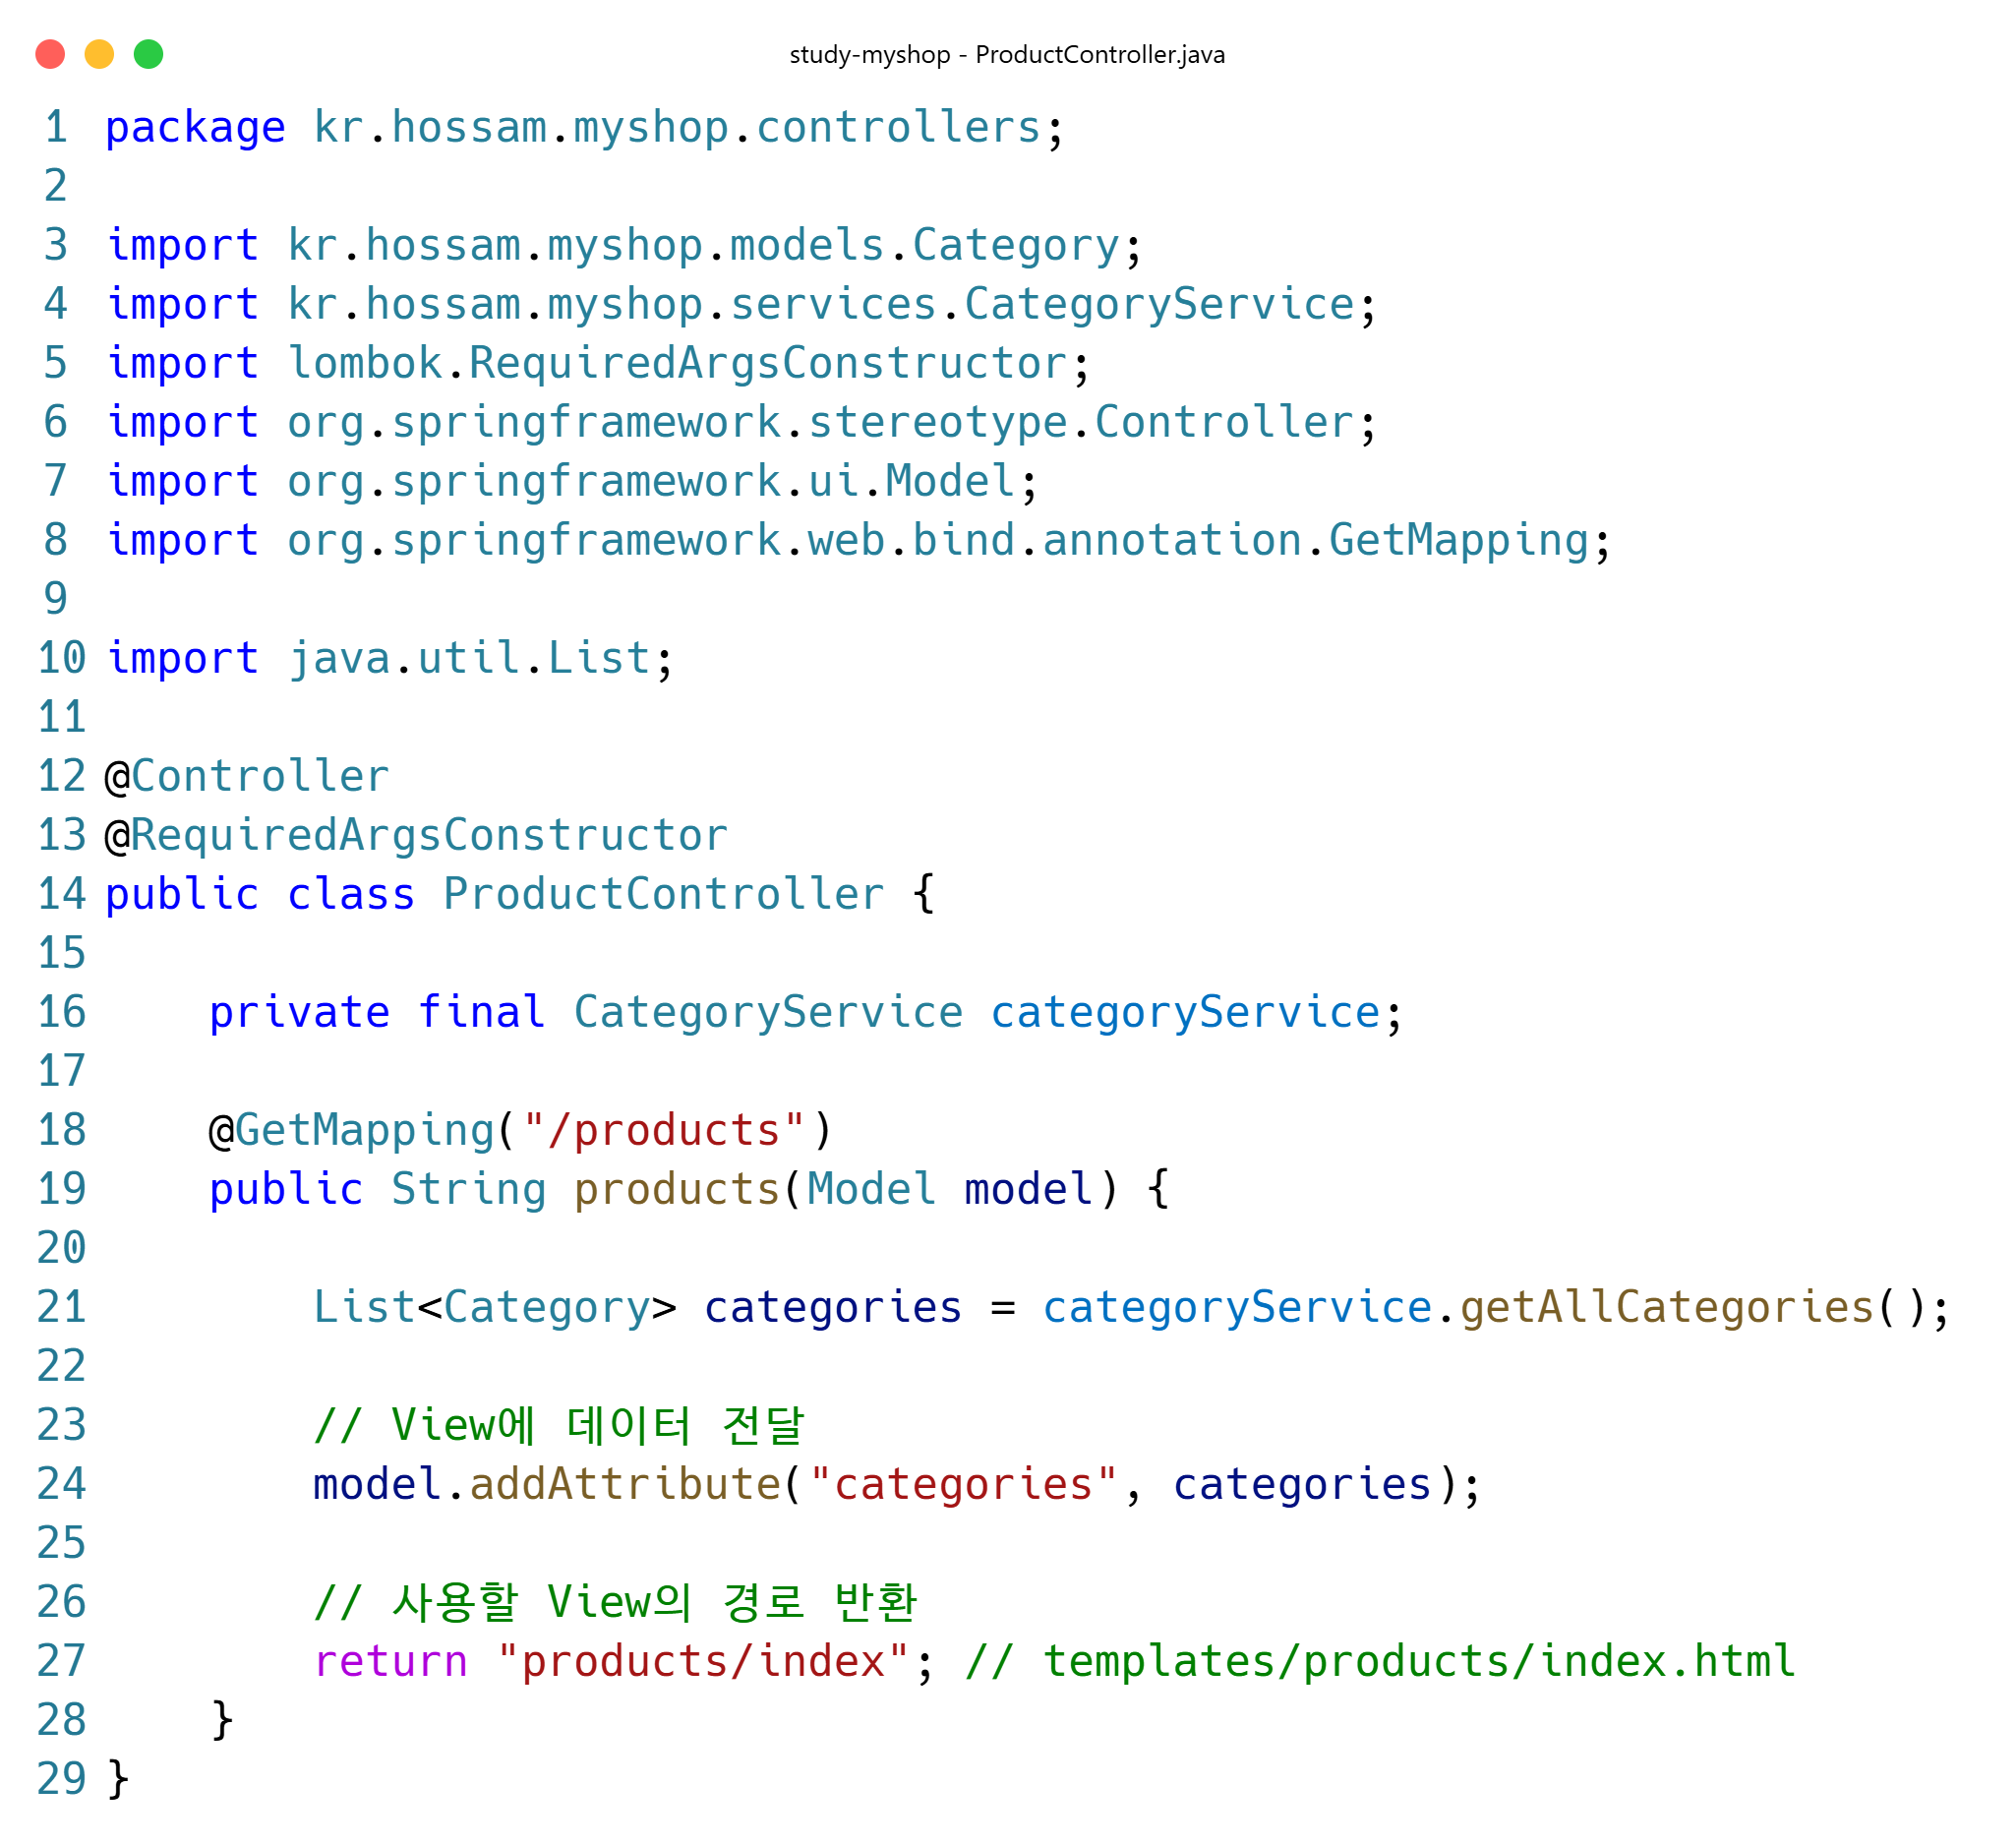 study-myshop - ProductController.java
1 package kr.hossam.myshop.controllers;
2
3 import kr.hossam.myshop.models.Category;
4 import kr.hossam.myshop.services.CategoryService;
5 import lombok.RequiredArgsConstructor;
6 import org.springframework.stereotype.Controller;
7 import org.springframework.ui.Model;
8 import org.springframework.web.bind.annotation.GetMapping;
9
10 import java.util.List;
11
12 @Controller
13 @RequiredArgsConstructor
14 public class ProductController {
15
16     private final CategoryService categoryService;
17
18     @GetMapping("/products")
19     public String products(Model model) {
20
21         List<Category> categories = categoryService.getAllCategories();
22
23         // View에 데이터 전달
24         model.addAttribute("categories", categories);
25
26         // 사용할 View의 경로 반환
27         return "products/index"; // templates/products/index.html
28     }
29 }